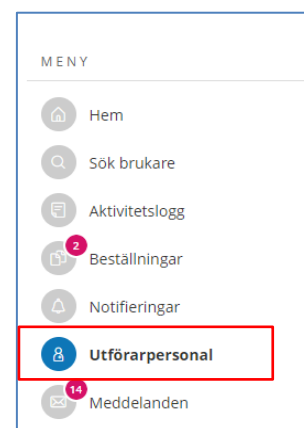 MENY
Hem
Sök brukare
Aktivitetslogg
2
Beställningar
Notifieringar
Utförarpersonal
14
Meddelanden